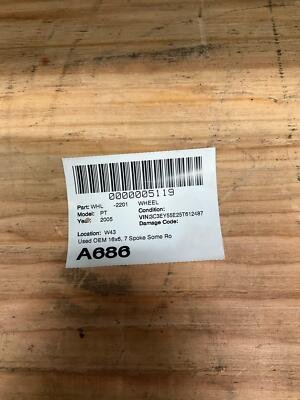 0000005119
Part: WHL -2201 WHEEL
Model: PT Condition:
Year: 2005 VIN:3C3EY55E25T612487
Damage Code:
Location: W43
Used OEM 16x6, 7 Spoke Some Ro
A686